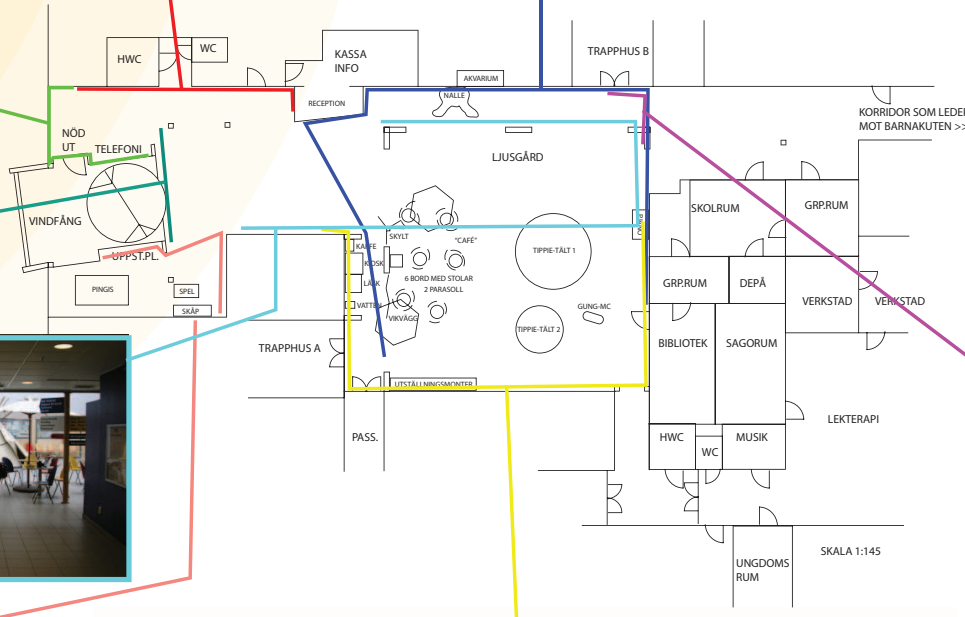 HWC
WC
KASSA
INFO
RECEPTION
AKVARIUM
NALLE
TRAPPHUS B
KORRIDOR SOM LEDER
MOT BARNAKUTEN >>
NÖD
UT
TELEFONI
LJUSGÅRD
VINDFÅNG
UPPST.PL.
SKOLRUM
GRP.RUM
SKYLT
"CAFÉ"
KAFFE
KIOSK
LÄSK
VATTEN
TIPPIE-TÄLT 1
6 BORD MED STOLAR
2 PARASOLL
PINGIS
SPEL
SKÅP
GRP.RUM
DEPÅ
VERKSTAD
VERKSTAD
GUNG-MC
VIKVÄGG
TIPPIE-TÄLT 2
TRAPPHUS A
BIBLIOTEK
SAGORUM
UTSTÄLLNINGSMONTER
LEKTERAPI
PASS.
HWC
WC
MUSIK
SKALA 1:145
UNGDOMS
RUM